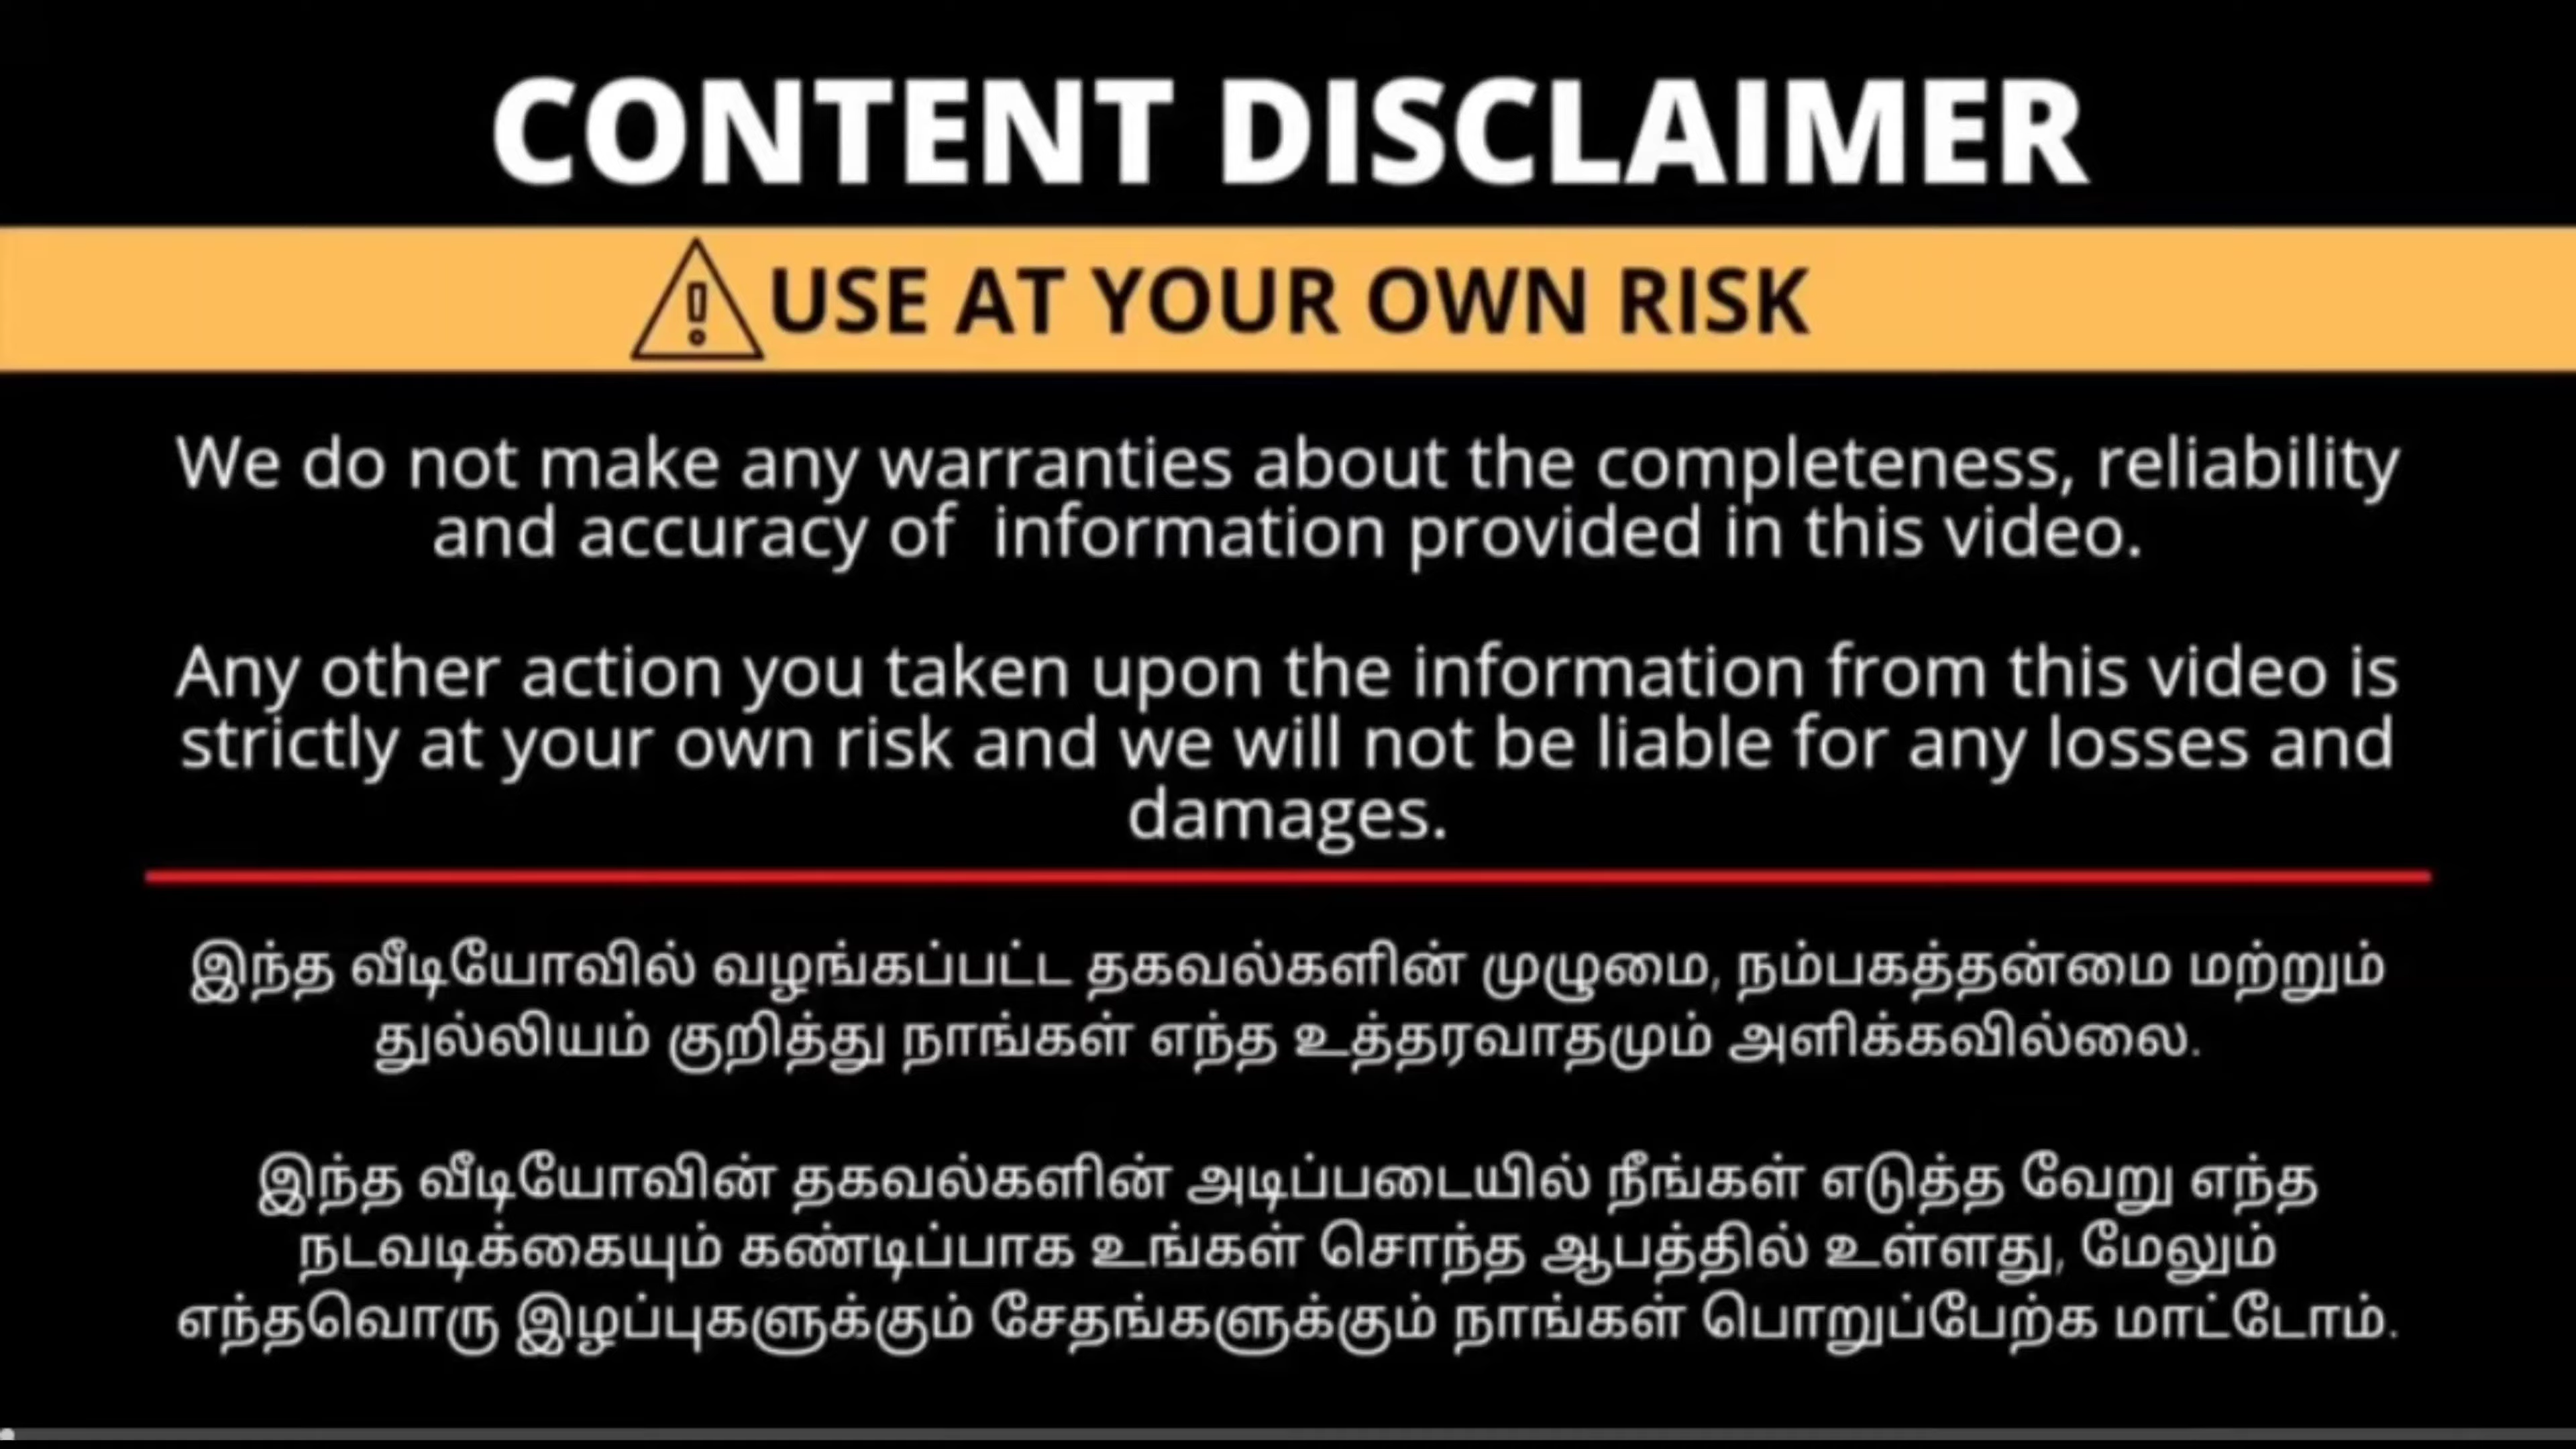 CONTENT DISCLAIMER
USE AT YOUR OWN RISK
We do not make any warranties about the completeness, reliability
and accuracy of  information provided in this video.
Any other action you taken upon the information from this video is
strictly at your own risk and we will not be liable for any losses and
damages.
இந்த வீடியோவில் வழங்கப்பட்ட தகவல்களின் முழுமை, நம்பகத்தன்மை மற்றும்
துல்லியம் குறித்து நாங்கள் எந்த உத்தரவாதமும் அளிக்கவில்லை.
இந்த வீடியோவின் தகவல்களின் அடிப்படையில் நீங்கள் எடுத்த வேறு எந்த
நடவடிக்கையும் கண்டிப்பாக உங்கள் சொந்த ஆபத்தில் உள்ளது, மேலும்
எந்தவொரு இழப்புகளுக்கும் சேதங்களுக்கும் நாங்கள் பொறுப்பேற்க மாட்டோம்.